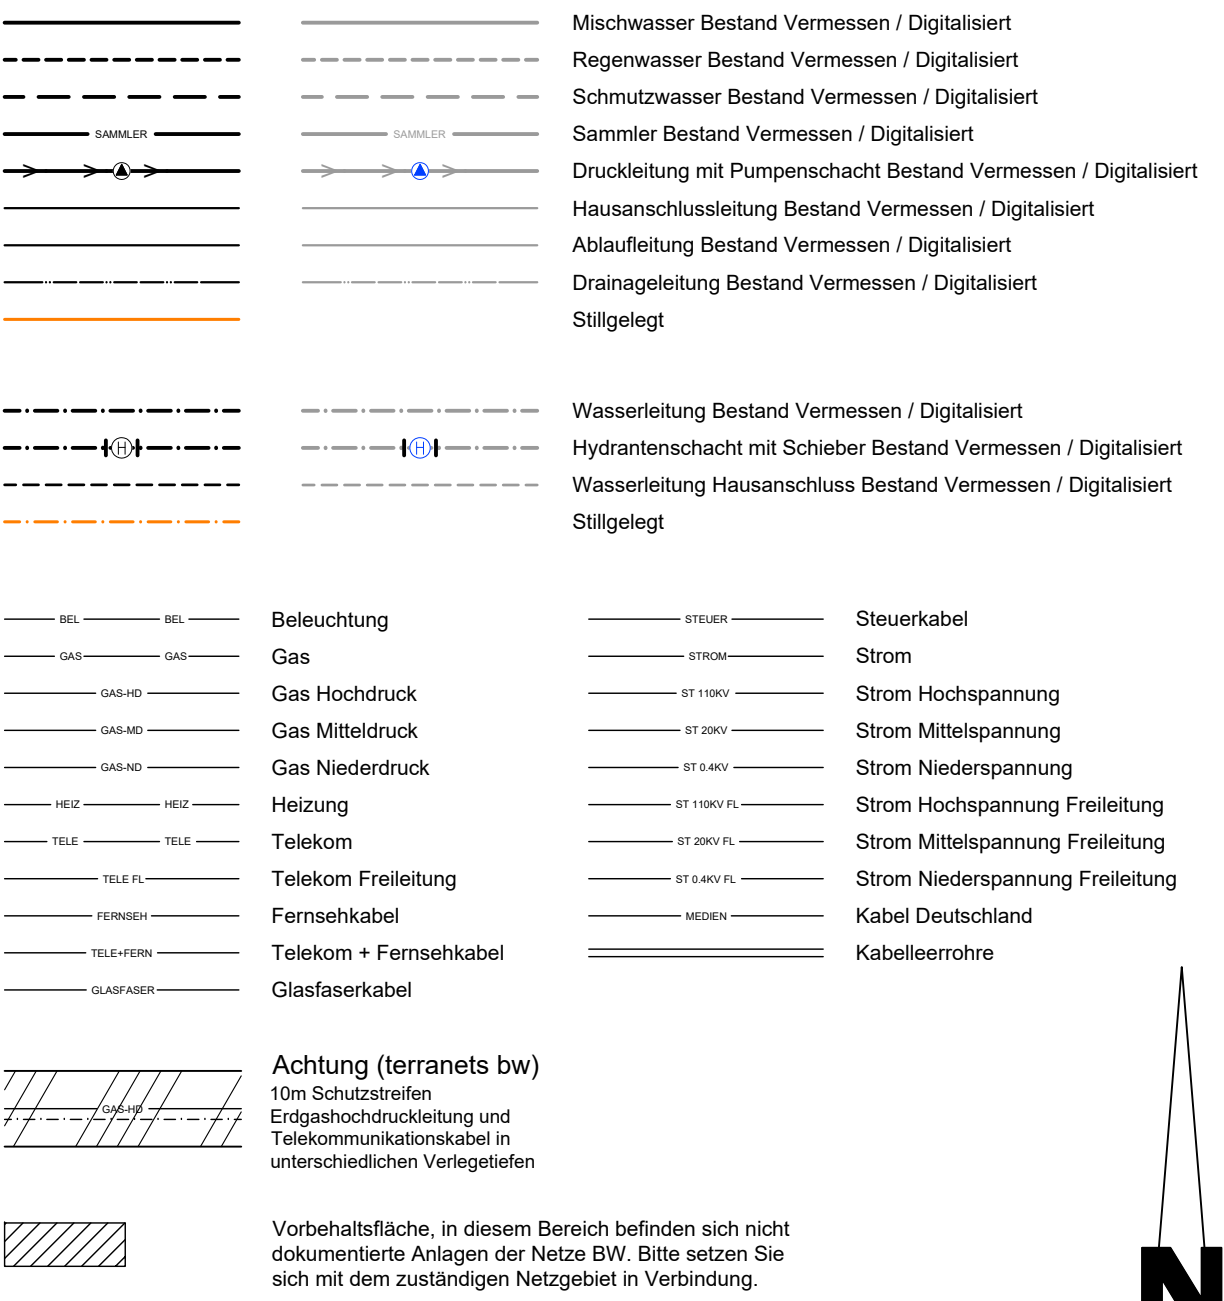 Mischwasser Bestand Vermessen / Digitalisiert
Regenwasser Bestand Vermessen / Digitalisiert
Schmutzwasser Bestand Vermessen / Digitalisiert
SAMMLER SAMMLER Sammler Bestand Vermessen / Digitalisiert
Druckleitung mit Pumpenschacht Bestand Vermessen / Digitalisiert
Hausanschlussleitung Bestand Vermessen / Digitalisiert
Ablaufleitung Bestand Vermessen / Digitalisiert
Drainageleitung Bestand Vermessen / Digitalisiert
Stillgelegt
Wasserleitung Bestand Vermessen / Digitalisiert
H H Hydrantenschacht mit Schieber Bestand Vermessen / Digitalisiert
Wasserleitung Hausanschluss Bestand Vermessen / Digitalisiert
Stillgelegt
BEL BEL Beleuchtung
GAS GAS Gas
GAS-HD Gas Hochdruck
GAS-MD Gas Mitteldruck
GAS-ND Gas Niederdruck
HEIZ HEIZ Heizung
TELE TELE Telekom
TELE FL Telekom Freileitung
FERNSEH Fernsehkabel
TELE+FERN Telekom + Fernsehkabel
GLASFASER Glasfaserkabel
STEUER Steuerkabel
STROM Strom
ST 110KV Strom Hochspannung
ST 20KV Strom Mittelspannung
ST 0.4KV Strom Niederspannung
ST 110KV FL Strom Hochspannung Freileitung
ST 20KV FL Strom Mittelspannung Freileitung
ST 0.4KV FL Strom Niederspannung Freileitung
MEDIEN Kabel Deutschland
Kabelleerrohre
Achtung (terranets bw)
10m Schutzstreifen
GAS-HD Erdgashochdruckleitung und
Telekommunikationskabel in
unterschiedlichen Verlegetiefen
Vorbehaltsfläche, in diesem Bereich befinden sich nicht
dokumentierte Anlagen der Netze BW. Bitte setzen Sie
sich mit dem zuständigen Netzgebiet in Verbindung.
N